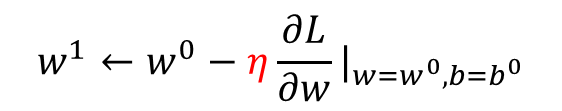 w¹ ← w⁰ − η ∂L/∂w |w=w⁰,b=b⁰